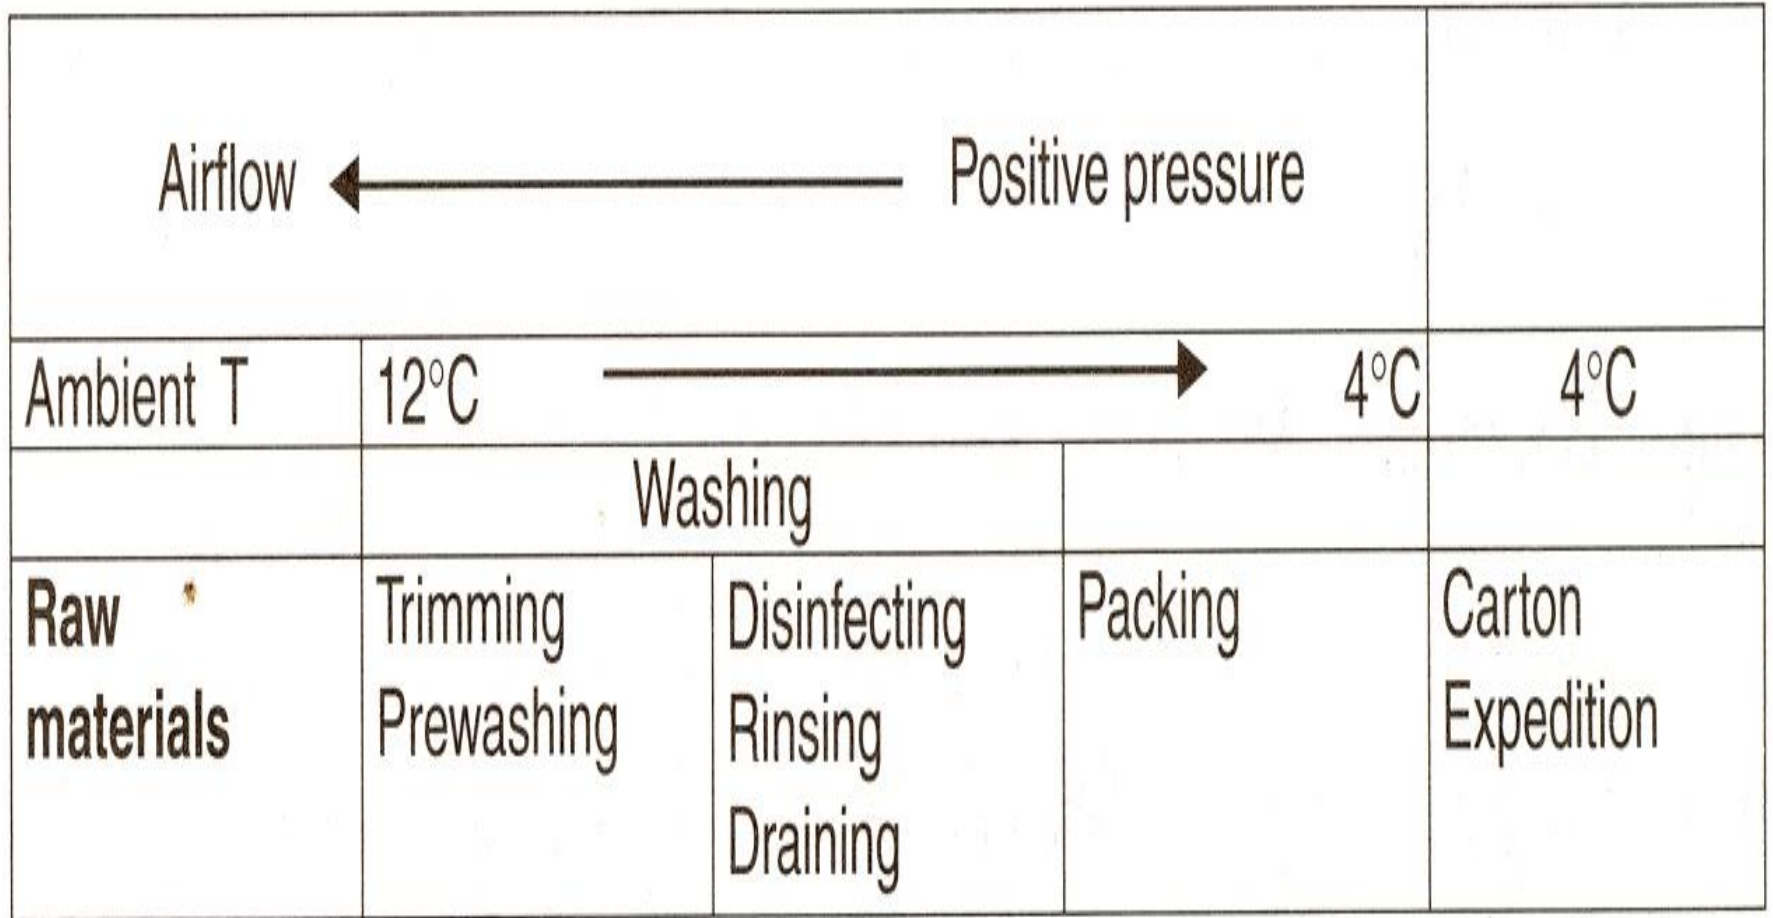 Airflow Positive pressure
Ambient T 12°C 4°C 4°C
Washing
Raw materials
Trimming
Prewashing
Disinfecting
Rinsing
Draining
Packing
Carton
Expedition